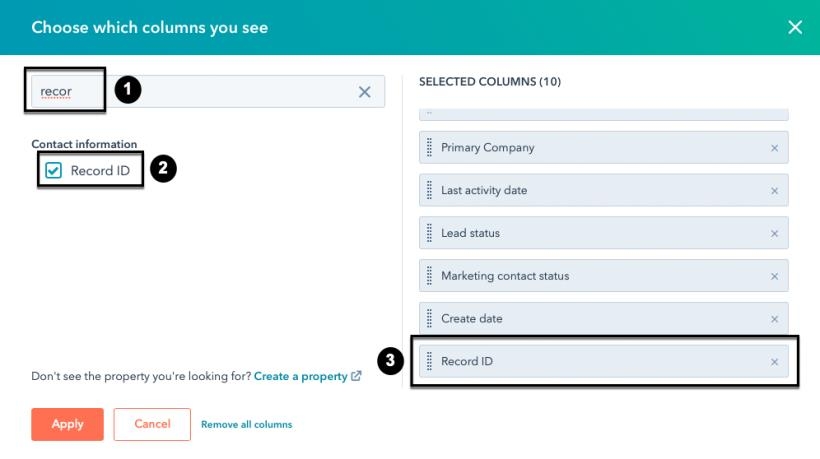 Choose which columns you see
recor
1
Contact information
Record ID
2
SELECTED COLUMNS (10)
Primary Company
Last activity date
Lead status
Marketing contact status
Create date
3
Record ID
Don't see the property you're looking for? Create a property
Apply
Cancel
Remove all columns